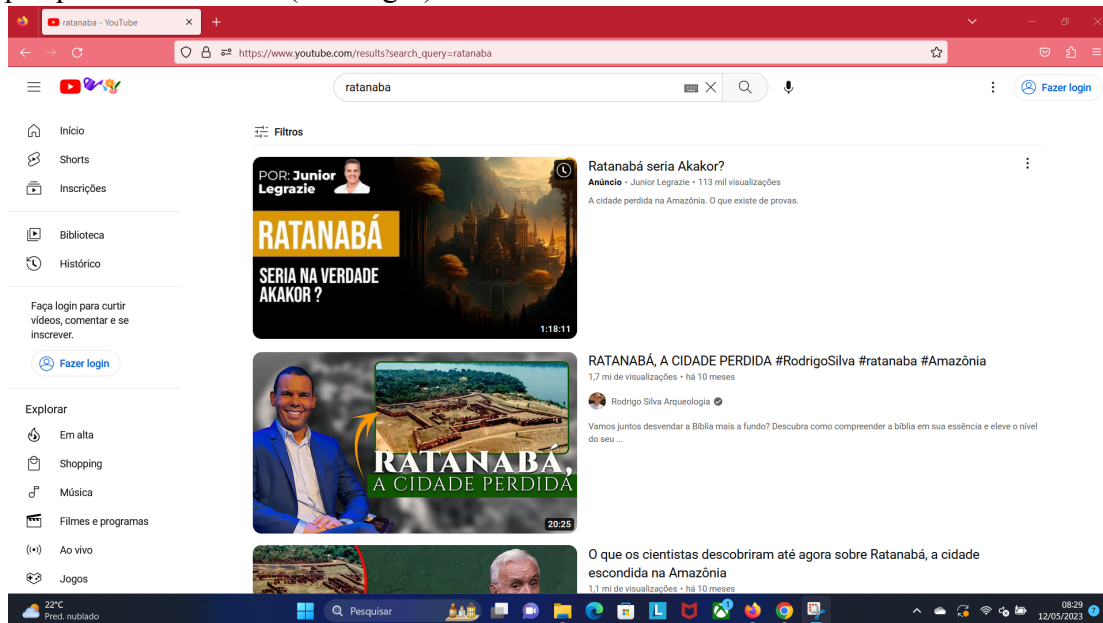 ratanaba - YouTube
https://www.youtube.com/results?search_query=ratanaba
ratanaba
Fazer login
Início
Shorts
Inscrições
Biblioteca
Histórico
Faça login para curtir
vídeos, comentar e se
inscrever.
Fazer login
Explorar
Em alta
Shopping
Música
Filmes e programas
Ao vivo
Jogos
Filtros
POR: Junior
Legrazie
RATANABÁ
SERIA NA VERDADE
AKAKOR ?
1:18:11
Ratanabá seria Akakor?
Anúncio • Junior Legrazie • 113 mil visualizações
A cidade perdida na Amazônia. O que existe de provas.
RATANABÁ,
A CIDADE PERDIDA
20:25
RATANABÁ, A CIDADE PERDIDA #RodrigoSilva #ratanaba #Amazônia
1,7 mi de visualizações • há 10 meses
Rodrigo Silva Arqueologia
Vamos juntos desvendar a Bíblia mais a fundo? Descubra como compreender a bíblia em sua essência e eleve o nível
do seu ...
O que os cientistas descobriram até agora sobre Ratanabá, a cidade
escondida na Amazônia
1,1 mi de visualizações • há 10 meses
22°C
Pred. nublado
Pesquisar
08:29
12/05/2023